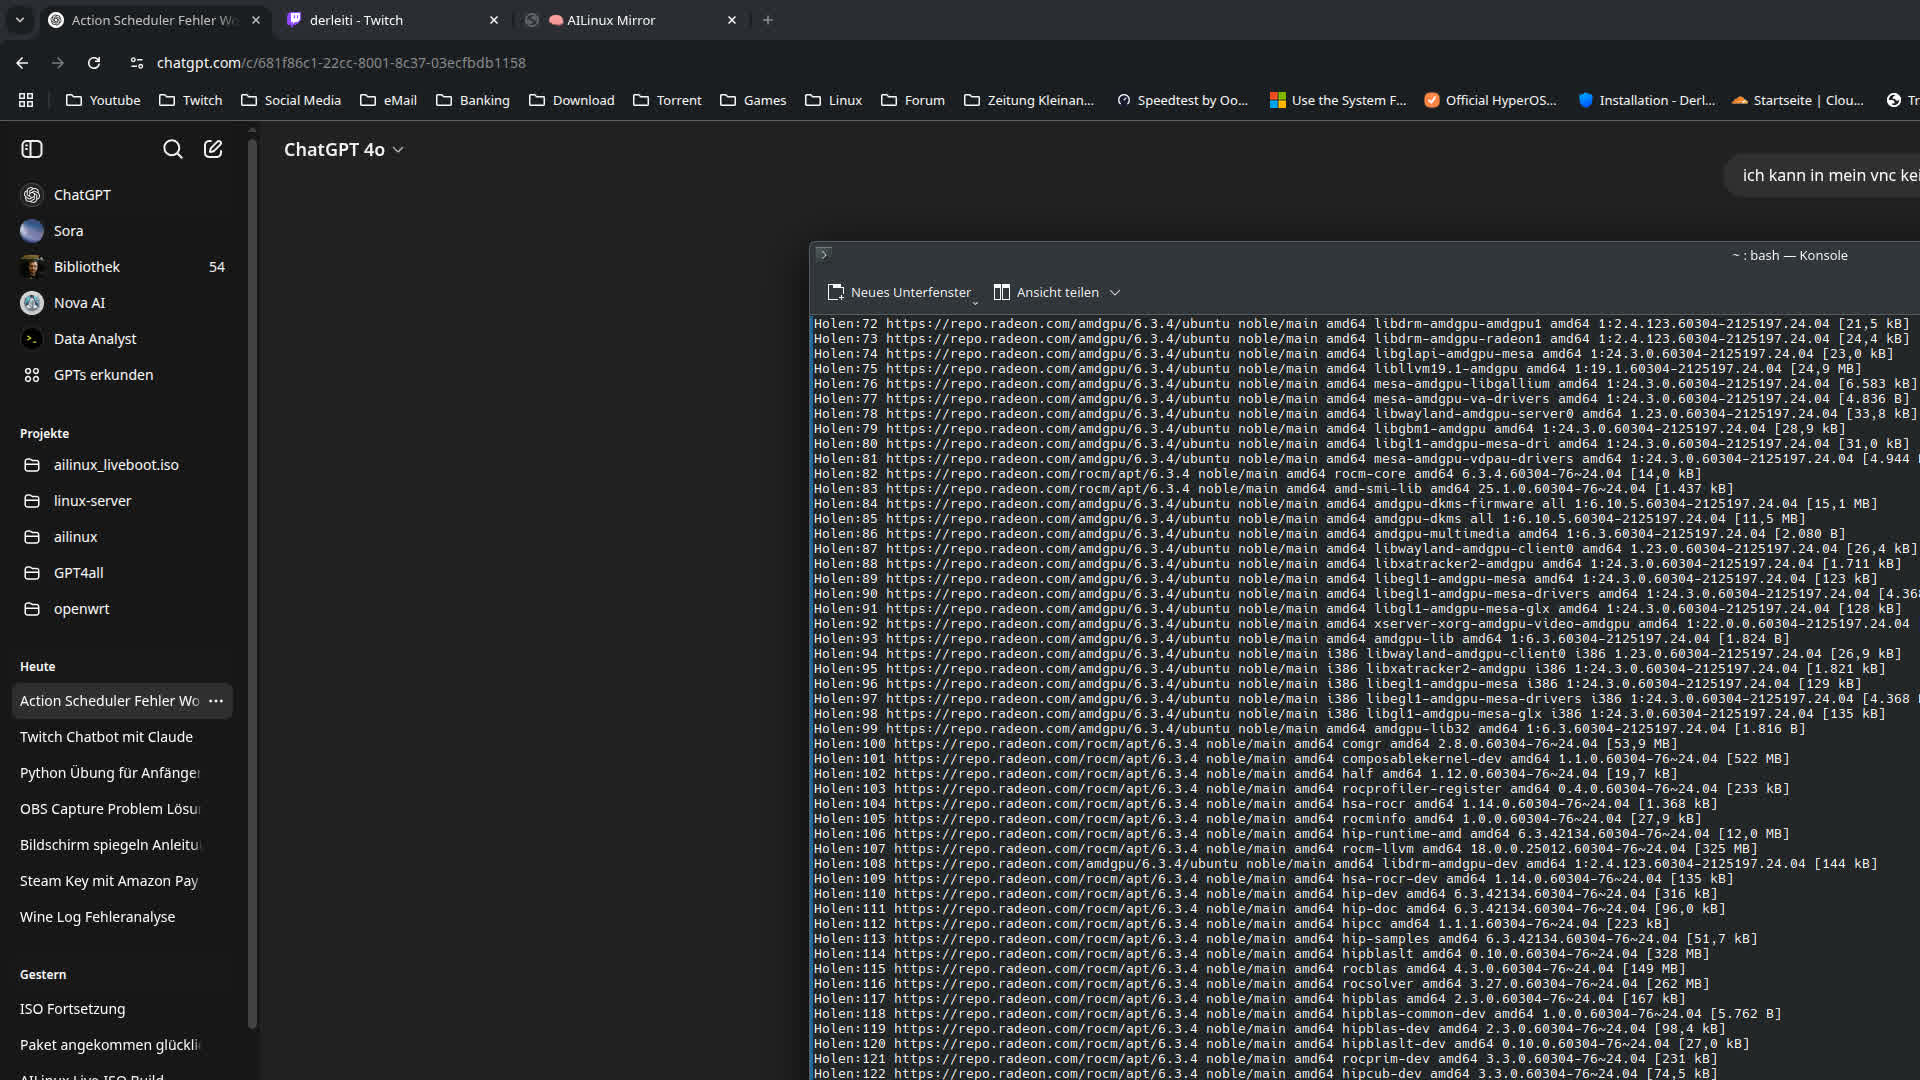 Action Scheduler Fehler Wo
derleiti - Twitch
AILinux Mirror
chatgpt.com/c/681f86c1-22cc-8001-8c37-03ecfbdb1158
Youtube
Twitch
Social Media
eMail
Banking
Download
Torrent
Games
Linux
Forum
Zeitung Kleinan...
Speedtest by Oo...
Use the System F...
Official HyperOS...
Installation - Derl...
Startseite | Clou...
Tr
ChatGPT 4o
ich kann in mein vnc kei
ChatGPT
Sora
Bibliothek 54
Nova AI
Data Analyst
GPTs erkunden
Projekte
ailinux_liveboot.iso
linux-server
ailinux
GPT4all
openwrt
Heute
Action Scheduler Fehler Wo
Twitch Chatbot mit Claude
Python Übung für Anfänger
OBS Capture Problem Lösu
Bildschirm spiegeln Anleitu
Steam Key mit Amazon Pay
Wine Log Fehleranalyse
Gestern
ISO Fortsetzung
Paket angekommen glückli
AILinux Live ISO Build
~ : bash — Konsole
Neues Unterfenster
Ansicht teilen
Holen:72 https://repo.radeon.com/amdgpu/6.3.4/ubuntu noble/main amd64 libdrm-amdgpu-amdgpu1 amd64 1:2.4.123.60304-2125197.24.04 [21,5 kB]
Holen:73 https://repo.radeon.com/amdgpu/6.3.4/ubuntu noble/main amd64 libdrm-amdgpu-radeon1 amd64 1:2.4.123.60304-2125197.24.04 [24,4 kB]
Holen:74 https://repo.radeon.com/amdgpu/6.3.4/ubuntu noble/main amd64 libglapi-amdgpu-mesa amd64 1:24.3.0.60304-2125197.24.04 [23,0 kB]
Holen:75 https://repo.radeon.com/amdgpu/6.3.4/ubuntu noble/main amd64 libllvm19.1-amdgpu amd64 1:19.1.60304-2125197.24.04 [24,9 MB]
Holen:76 https://repo.radeon.com/amdgpu/6.3.4/ubuntu noble/main amd64 mesa-amdgpu-libgallium amd64 1:24.3.0.60304-2125197.24.04 [6.583 kB]
Holen:77 https://repo.radeon.com/amdgpu/6.3.4/ubuntu noble/main amd64 mesa-amdgpu-va-drivers amd64 1:24.3.0.60304-2125197.24.04 [4.836 B]
Holen:78 https://repo.radeon.com/amdgpu/6.3.4/ubuntu noble/main amd64 libwayland-amdgpu-server0 amd64 1.23.0.60304-2125197.24.04 [33,8 kB]
Holen:79 https://repo.radeon.com/amdgpu/6.3.4/ubuntu noble/main amd64 libgbm1-amdgpu amd64 1:24.3.0.60304-2125197.24.04 [28,9 kB]
Holen:80 https://repo.radeon.com/amdgpu/6.3.4/ubuntu noble/main amd64 libgl1-amdgpu-mesa-dri amd64 1:24.3.0.60304-2125197.24.04 [31,0 kB]
Holen:81 https://repo.radeon.com/amdgpu/6.3.4/ubuntu noble/main amd64 mesa-amdgpu-vdpau-drivers amd64 1:24.3.0.60304-2125197.24.04 [4.944
Holen:82 https://repo.radeon.com/rocm/apt/6.3.4 noble/main amd64 rocm-core amd64 6.3.4.60304-76~24.04 [14,0 kB]
Holen:83 https://repo.radeon.com/rocm/apt/6.3.4 noble/main amd64 amd-smi-lib amd64 25.1.0.60304-76~24.04 [1.437 kB]
Holen:84 https://repo.radeon.com/amdgpu/6.3.4/ubuntu noble/main amd64 amdgpu-dkms-firmware all 1:6.10.5.60304-2125197.24.04 [15,1 MB]
Holen:85 https://repo.radeon.com/amdgpu/6.3.4/ubuntu noble/main amd64 amdgpu-dkms all 1:6.10.5.60304-2125197.24.04 [11,5 MB]
Holen:86 https://repo.radeon.com/amdgpu/6.3.4/ubuntu noble/main amd64 amdgpu-multimedia amd64 1:6.3.60304-2125197.24.04 [2.080 B]
Holen:87 https://repo.radeon.com/amdgpu/6.3.4/ubuntu noble/main amd64 libwayland-amdgpu-client0 amd64 1.23.0.60304-2125197.24.04 [26,4 kB]
Holen:88 https://repo.radeon.com/amdgpu/6.3.4/ubuntu noble/main amd64 libxatracker2-amdgpu amd64 1:24.3.0.60304-2125197.24.04 [1.711 kB]
Holen:89 https://repo.radeon.com/amdgpu/6.3.4/ubuntu noble/main amd64 libegl1-amdgpu-mesa amd64 1:24.3.0.60304-2125197.24.04 [123 kB]
Holen:90 https://repo.radeon.com/amdgpu/6.3.4/ubuntu noble/main amd64 libegl1-amdgpu-mesa-drivers amd64 1:24.3.0.60304-2125197.24.04 [4.368
Holen:91 https://repo.radeon.com/amdgpu/6.3.4/ubuntu noble/main amd64 libgl1-amdgpu-mesa-glx amd64 1:24.3.0.60304-2125197.24.04 [128 kB]
Holen:92 https://repo.radeon.com/amdgpu/6.3.4/ubuntu noble/main amd64 xserver-xorg-amdgpu-video-amdgpu amd64 1:22.0.0.60304-2125197.24.04
Holen:93 https://repo.radeon.com/amdgpu/6.3.4/ubuntu noble/main amd64 amdgpu-lib amd64 1:6.3.60304-2125197.24.04 [1.824 B]
Holen:94 https://repo.radeon.com/amdgpu/6.3.4/ubuntu noble/main i386 libwayland-amdgpu-client0 i386 1.23.0.60304-2125197.24.04 [26,9 kB]
Holen:95 https://repo.radeon.com/amdgpu/6.3.4/ubuntu noble/main i386 libxatracker2-amdgpu i386 1:24.3.0.60304-2125197.24.04 [1.821 kB]
Holen:96 https://repo.radeon.com/amdgpu/6.3.4/ubuntu noble/main i386 libegl1-amdgpu-mesa i386 1:24.3.0.60304-2125197.24.04 [129 kB]
Holen:97 https://repo.radeon.com/amdgpu/6.3.4/ubuntu noble/main i386 libegl1-amdgpu-mesa-drivers i386 1:24.3.0.60304-2125197.24.04 [4.368
Holen:98 https://repo.radeon.com/amdgpu/6.3.4/ubuntu noble/main i386 libgl1-amdgpu-mesa-glx i386 1:24.3.0.60304-2125197.24.04 [135 kB]
Holen:99 https://repo.radeon.com/amdgpu/6.3.4/ubuntu noble/main amd64 amdgpu-lib32 amd64 1:6.3.60304-2125197.24.04 [1.816 B]
Holen:100 https://repo.radeon.com/rocm/apt/6.3.4 noble/main amd64 comgr amd64 2.8.0.60304-76~24.04 [53,9 MB]
Holen:101 https://repo.radeon.com/rocm/apt/6.3.4 noble/main amd64 composablekernel-dev amd64 1.1.0.60304-76~24.04 [522 MB]
Holen:102 https://repo.radeon.com/rocm/apt/6.3.4 noble/main amd64 half amd64 1.12.0.60304-76~24.04 [19,7 kB]
Holen:103 https://repo.radeon.com/rocm/apt/6.3.4 noble/main amd64 rocprofiler-register amd64 0.4.0.60304-76~24.04 [233 kB]
Holen:104 https://repo.radeon.com/rocm/apt/6.3.4 noble/main amd64 hsa-rocr amd64 1.14.0.60304-76~24.04 [1.368 kB]
Holen:105 https://repo.radeon.com/rocm/apt/6.3.4 noble/main amd64 rocminfo amd64 1.0.0.60304-76~24.04 [27,9 kB]
Holen:106 https://repo.radeon.com/rocm/apt/6.3.4 noble/main amd64 hip-runtime-amd amd64 6.3.42134.60304-76~24.04 [12,0 MB]
Holen:107 https://repo.radeon.com/rocm/apt/6.3.4 noble/main amd64 rocm-llvm amd64 18.0.0.25012.60304-76~24.04 [325 MB]
Holen:108 https://repo.radeon.com/amdgpu/6.3.4/ubuntu noble/main amd64 libdrm-amdgpu-dev amd64 1:2.4.123.60304-2125197.24.04 [144 kB]
Holen:109 https://repo.radeon.com/rocm/apt/6.3.4 noble/main amd64 hsa-rocr-dev amd64 1.14.0.60304-76~24.04 [135 kB]
Holen:110 https://repo.radeon.com/rocm/apt/6.3.4 noble/main amd64 hip-dev amd64 6.3.42134.60304-76~24.04 [316 kB]
Holen:111 https://repo.radeon.com/rocm/apt/6.3.4 noble/main amd64 hip-doc amd64 6.3.42134.60304-76~24.04 [96,0 kB]
Holen:112 https://repo.radeon.com/rocm/apt/6.3.4 noble/main amd64 hipcc amd64 1.1.1.60304-76~24.04 [223 kB]
Holen:113 https://repo.radeon.com/rocm/apt/6.3.4 noble/main amd64 hip-samples amd64 6.3.42134.60304-76~24.04 [51,7 kB]
Holen:114 https://repo.radeon.com/rocm/apt/6.3.4 noble/main amd64 hipblaslt amd64 0.10.0.60304-76~24.04 [328 MB]
Holen:115 https://repo.radeon.com/rocm/apt/6.3.4 noble/main amd64 rocblas amd64 4.3.0.60304-76~24.04 [149 MB]
Holen:116 https://repo.radeon.com/rocm/apt/6.3.4 noble/main amd64 rocsolver amd64 3.27.0.60304-76~24.04 [262 MB]
Holen:117 https://repo.radeon.com/rocm/apt/6.3.4 noble/main amd64 hipblas amd64 2.3.0.60304-76~24.04 [167 kB]
Holen:118 https://repo.radeon.com/rocm/apt/6.3.4 noble/main amd64 hipblas-common-dev amd64 1.0.0.60304-76~24.04 [5.762 B]
Holen:119 https://repo.radeon.com/rocm/apt/6.3.4 noble/main amd64 hipblas-dev amd64 2.3.0.60304-76~24.04 [98,4 kB]
Holen:120 https://repo.radeon.com/rocm/apt/6.3.4 noble/main amd64 hipblaslt-dev amd64 0.10.0.60304-76~24.04 [27,0 kB]
Holen:121 https://repo.radeon.com/rocm/apt/6.3.4 noble/main amd64 rocprim-dev amd64 3.3.0.60304-76~24.04 [231 kB]
Holen:122 https://repo.radeon.com/rocm/apt/6.3.4 noble/main amd64 hipcub-dev amd64 3.3.0.60304-76~24.04 [74,5 kB]